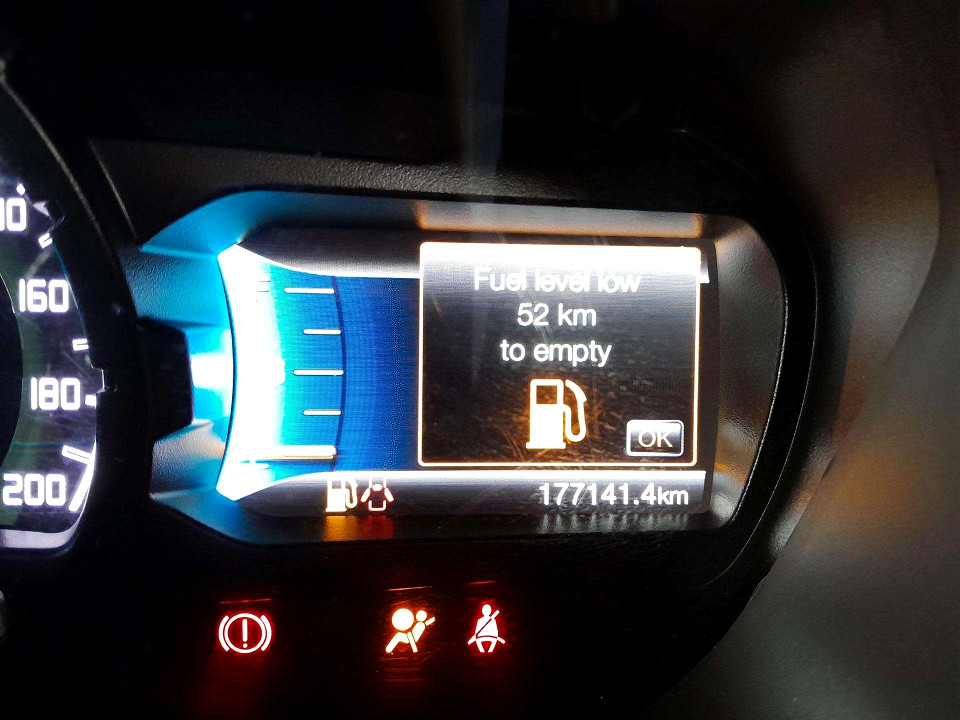 160
180
200
Fuel level low
52 km
to empty
OK
177141.4km